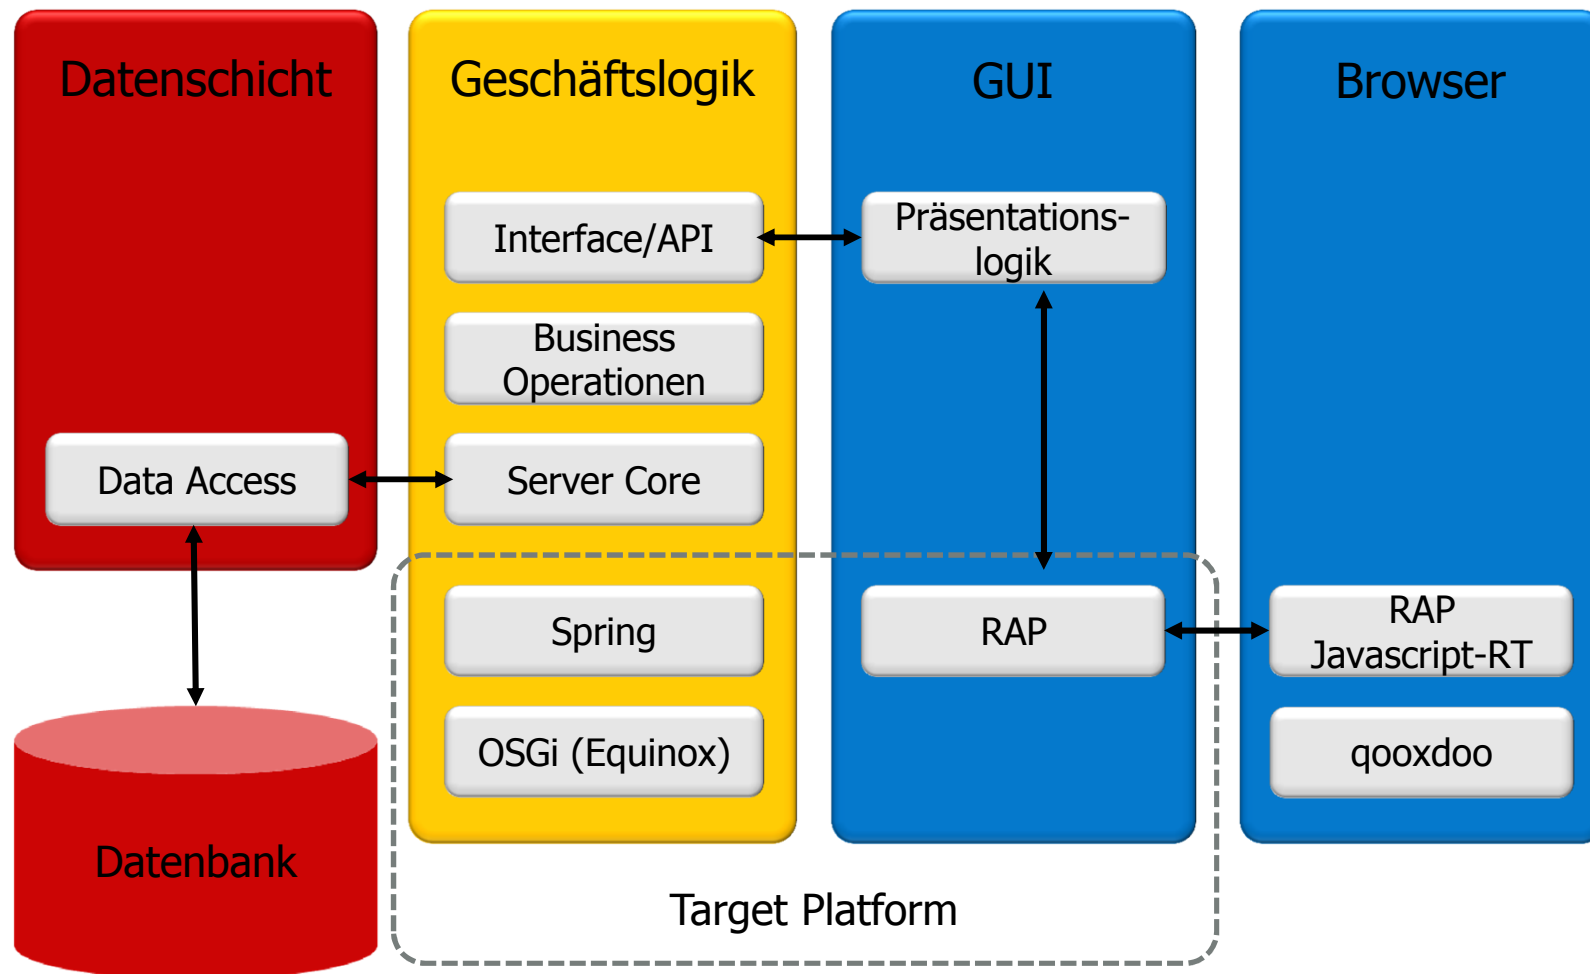 Datenschicht
Geschäftslogik
GUI
Browser
Interface/API
Präsentations-
logik
Business
Operationen
Data Access
Server Core
Spring
RAP
RAP
Javascript-RT
OSGi (Equinox)
qooxdoo
Datenbank
Target Platform